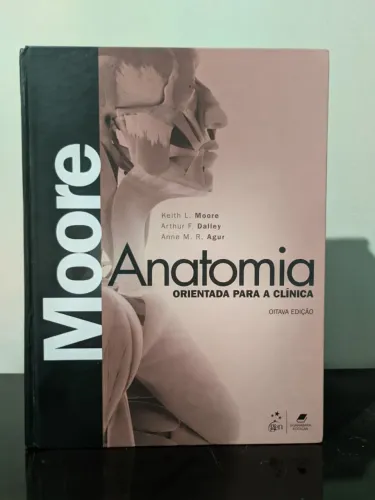 Moore
Keith L. Moore
Arthur F. Dalley
Anne M. R. Agur
Anatomia
ORIENTADA PARA A CLÍNICA
OITAVA EDIÇÃO